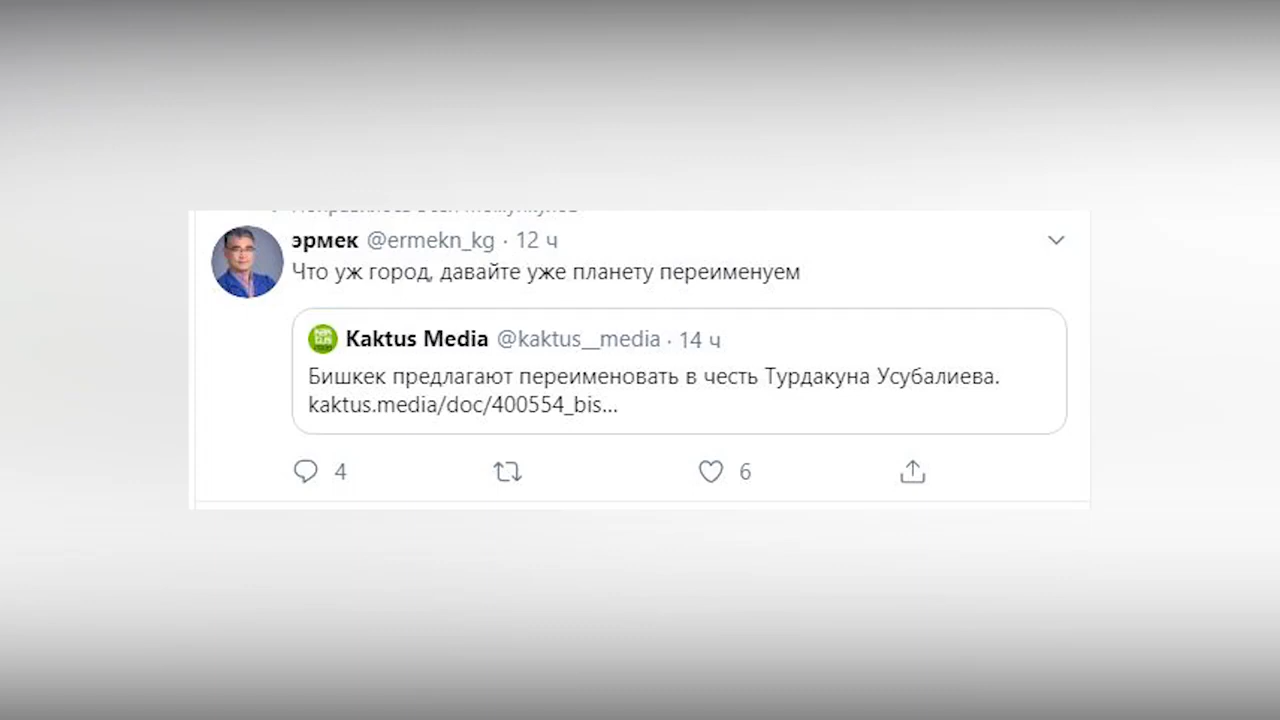 эрмек @ermekn_kg · 12 ч
Что уж город, давайте уже планету переименуем
Kaktus Media @kaktus__media · 14 ч
Бишкек предлагают переименовать в честь Турдакуна Усубалиева.
kaktus.media/doc/400554_bis...
4
6